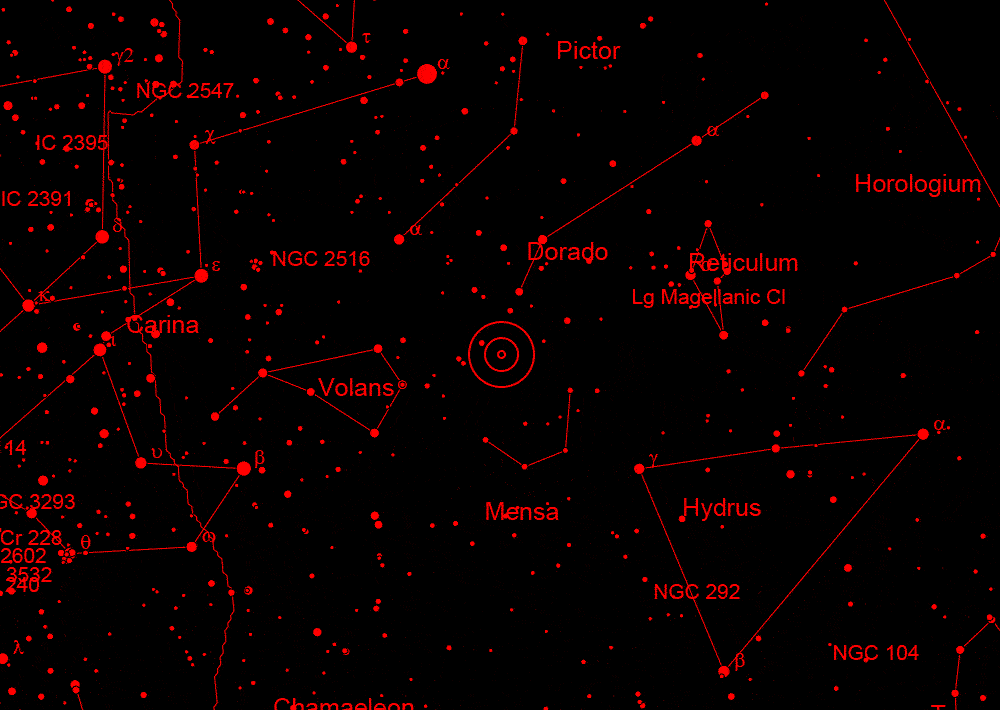 τ
Pictor
γ2
α
NGC 2547
α
χ
IC 2395
Horologium
IC 2391
δ
α
Dorado
NGC 2516
ε
Reticulum
κ
Lg Magellanic Cl
Carina
ι
Volans
α
14
υ
β
γ
GC 3293
Mensa
Hydrus
Cr 228
θ
ω
2602
3532
240
NGC 292
λ
β
NGC 104
Chamaeleon